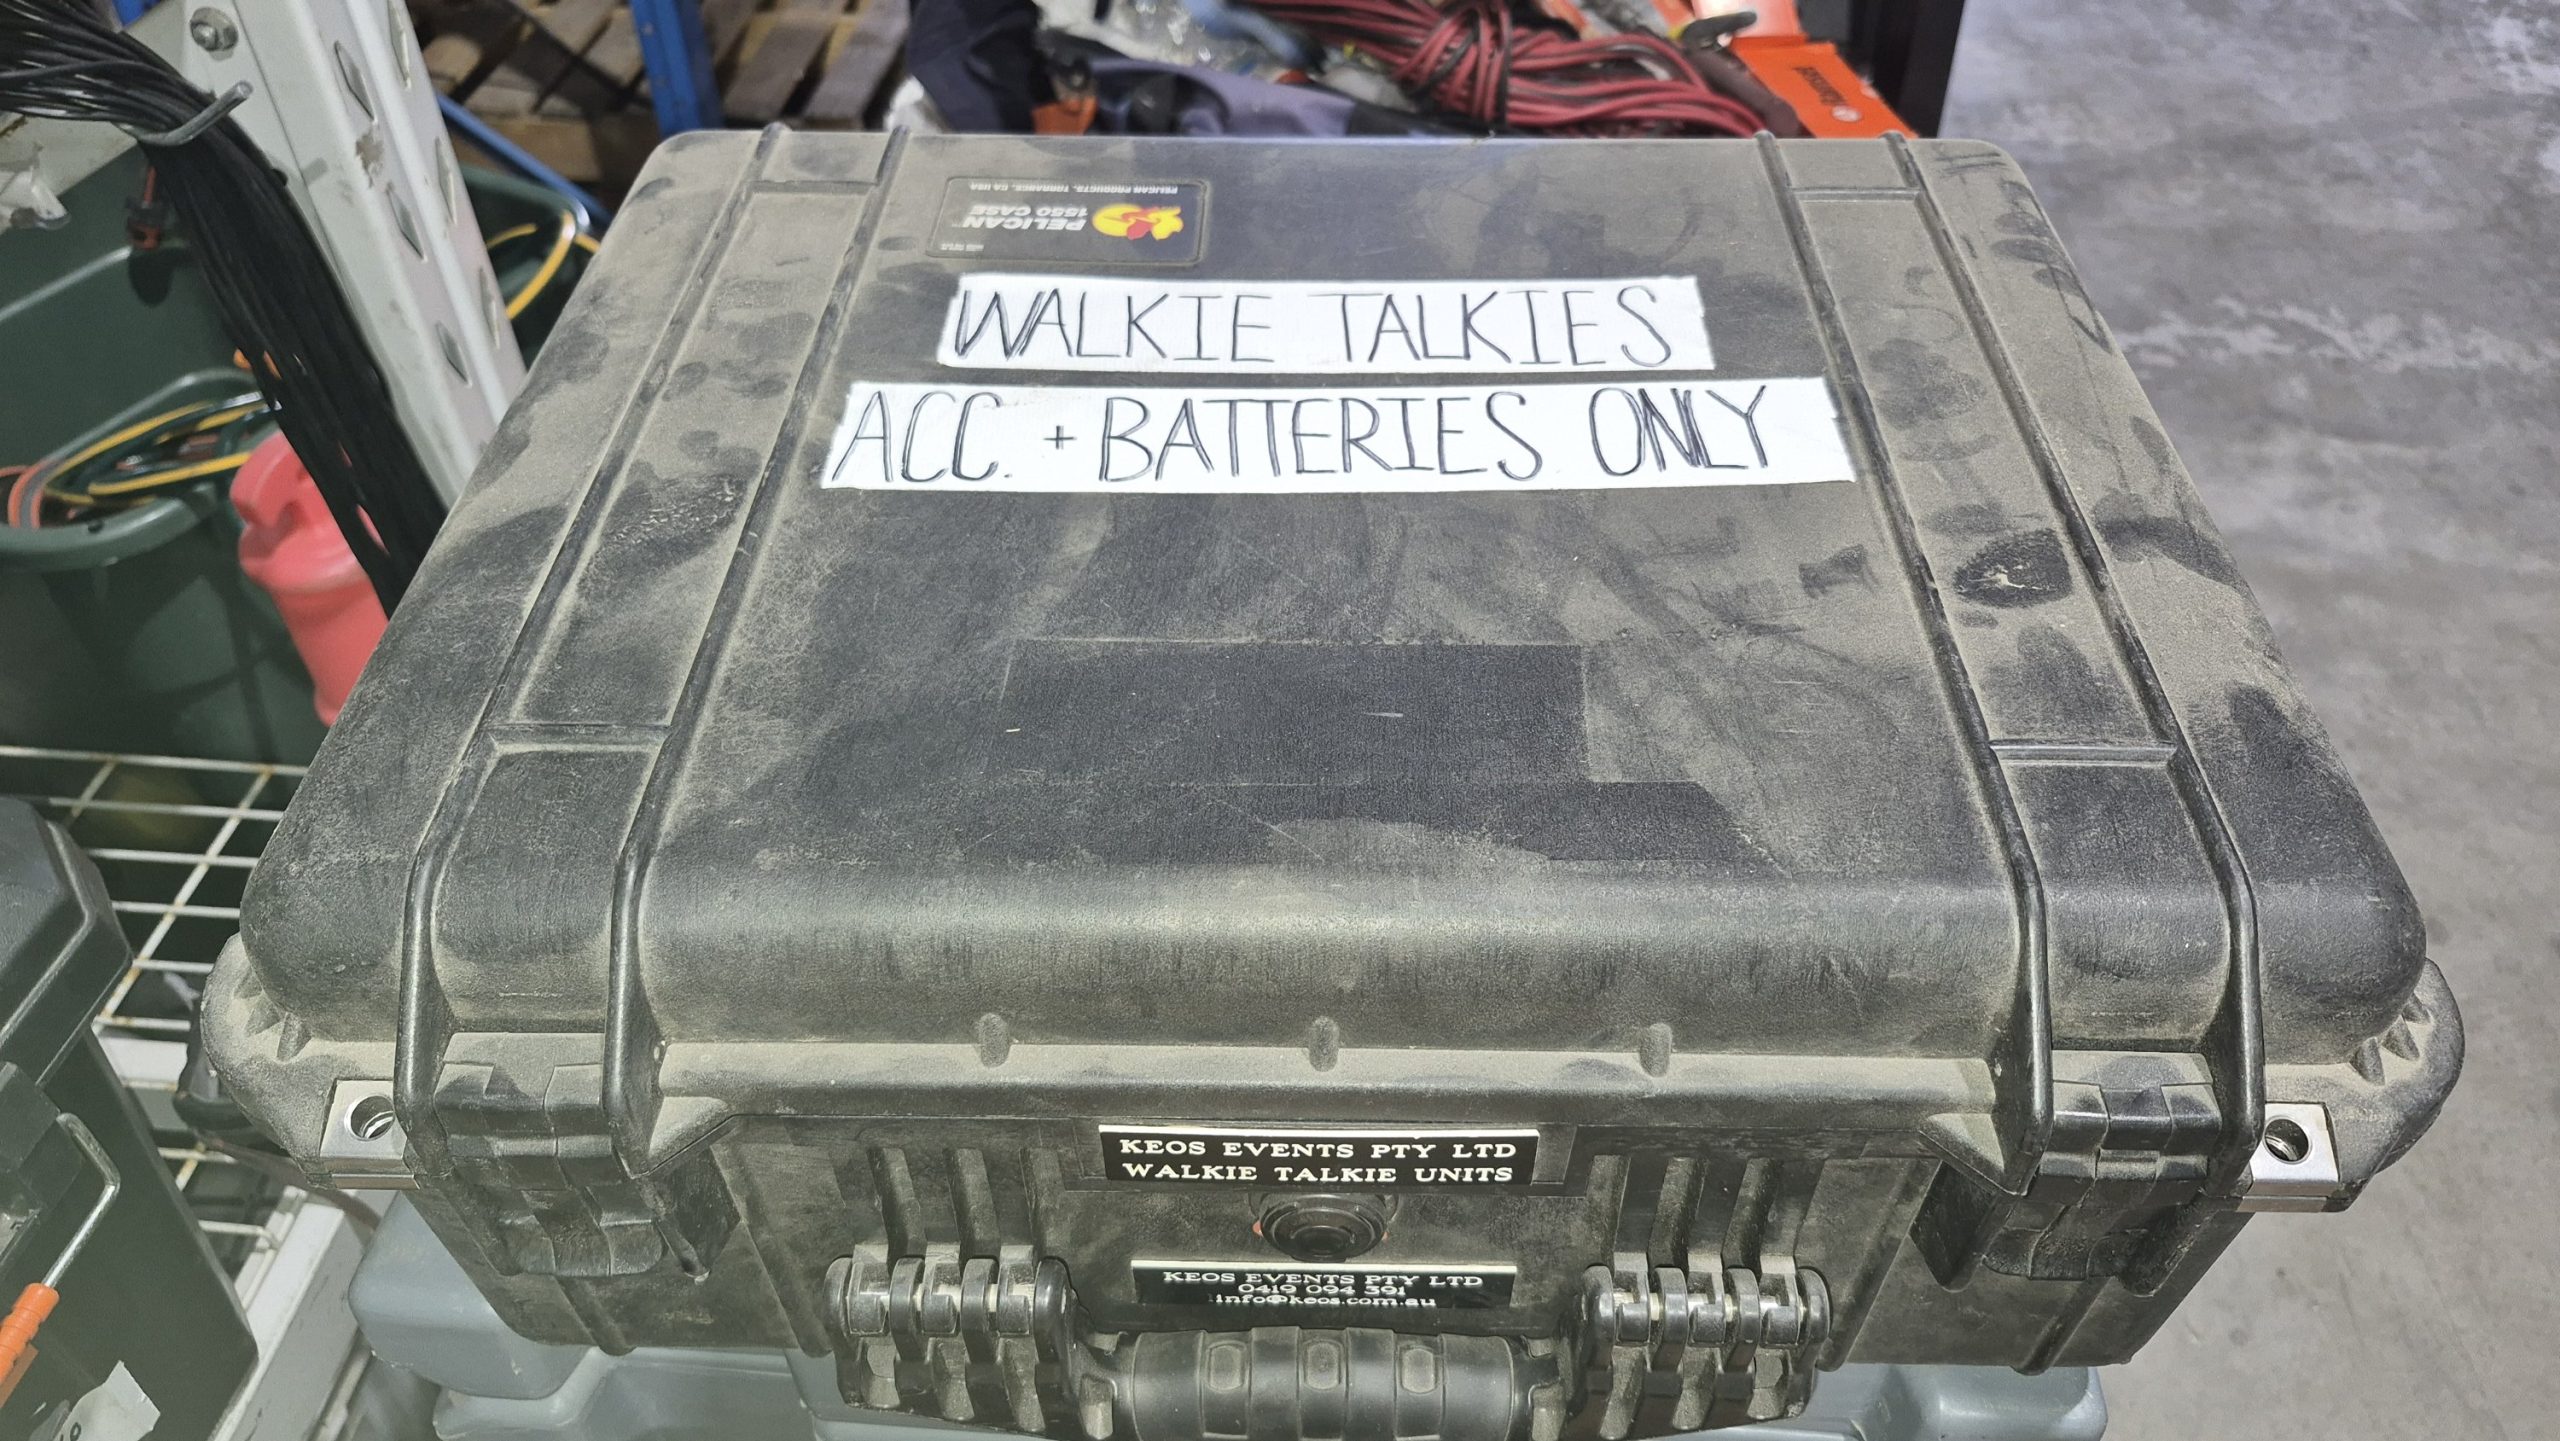 PELICAN™
1550 CASE
PELICAN PRODUCTS, TORRANCE, CA USA
WALKIE TALKIES
ACC. + BATTERIES ONLY
KEOS EVENTS PTY LTD
WALKIE TALKIE UNITS
KEOS EVENTS PTY LTD
0419 094 391
info@keos.com.au